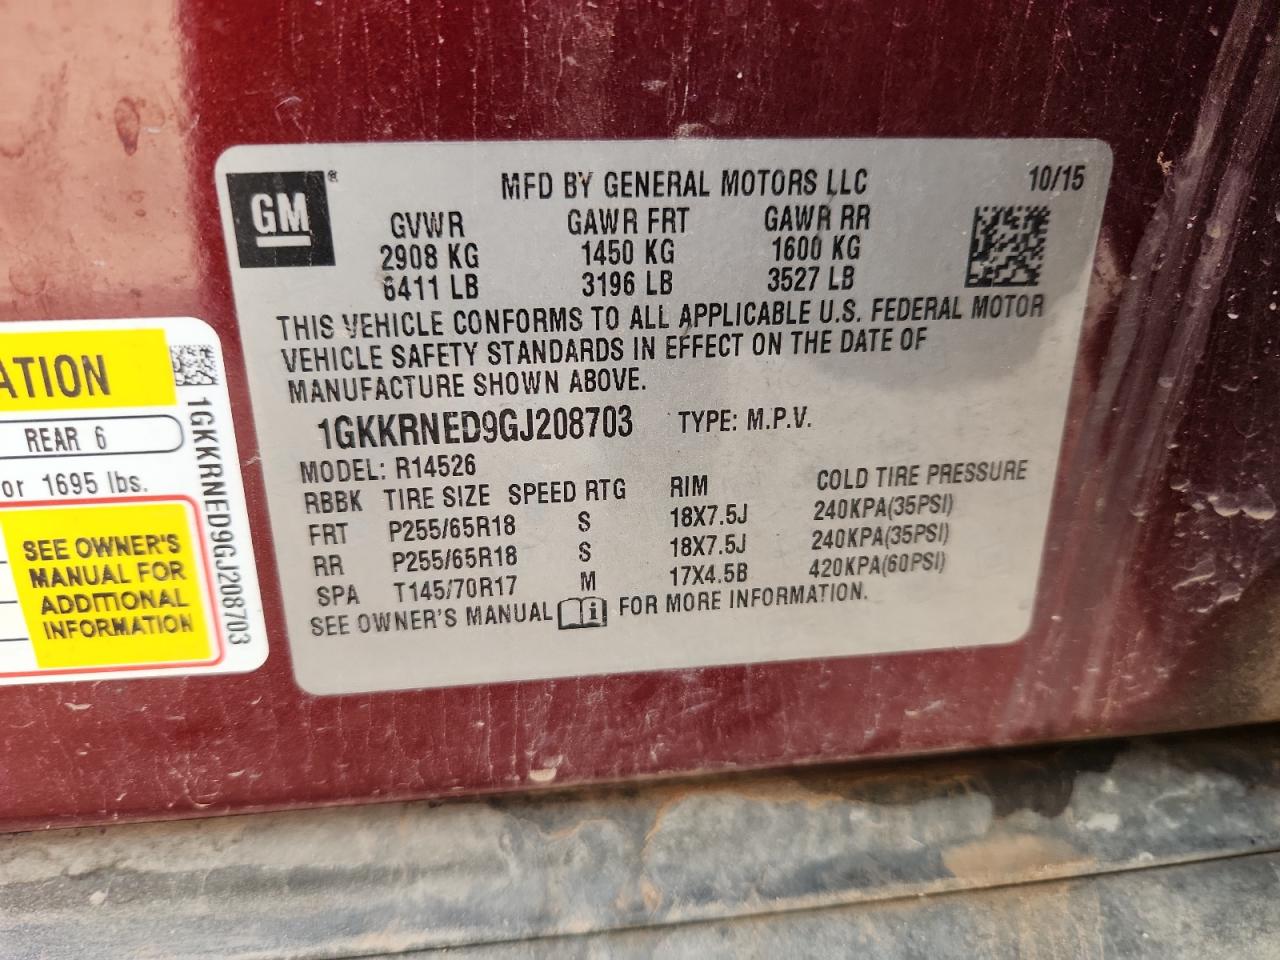 GM®
MFD BY GENERAL MOTORS LLC 10/15
GVWR GAWR FRT GAWR RR
2908 KG 1450 KG 1600 KG
6411 LB 3196 LB 3527 LB
THIS VEHICLE CONFORMS TO ALL APPLICABLE U.S. FEDERAL MOTOR
VEHICLE SAFETY STANDARDS IN EFFECT ON THE DATE OF
MANUFACTURE SHOWN ABOVE.
1GKKRNED9GJ208703 TYPE: M.P.V.
MODEL: R14526
RBBK TIRE SIZE SPEED RTG RIM COLD TIRE PRESSURE
FRT P255/65R18 S 18X7.5J 240KPA(35PSI)
RR P255/65R18 S 18X7.5J 240KPA(35PSI)
SPA T145/70R17 M 17X4.5B 420KPA(60PSI)
SEE OWNER'S MANUAL i FOR MORE INFORMATION.
ATION
REAR 6
or 1695 lbs.
SEE OWNER'S
MANUAL FOR
ADDITIONAL
INFORMATION
1GKKRNED9GJ208703